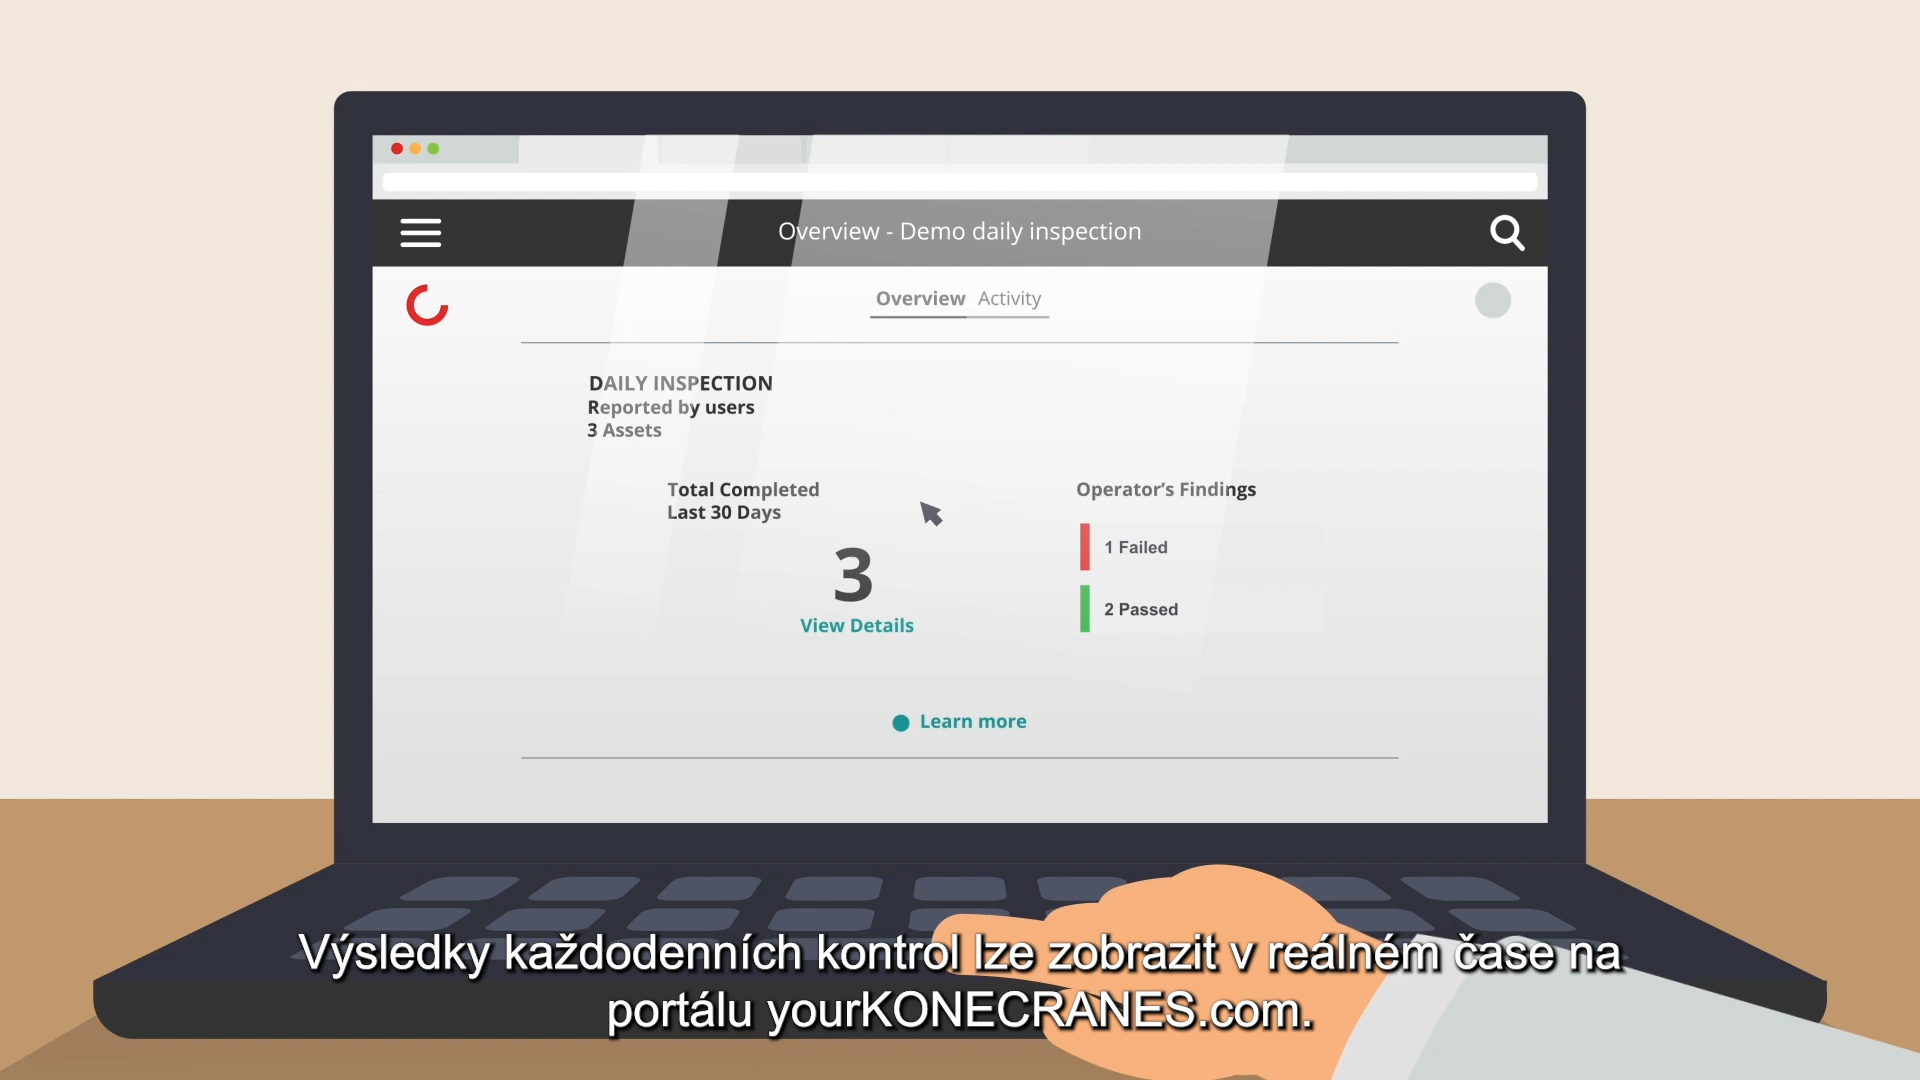 Overview - Demo daily inspection
Overview Activity
DAILY INSPECTION
Reported by users
3 Assets
Total Completed
Last 30 Days
3
View Details
Operator's Findings
1 Failed
2 Passed
Learn more
Výsledky každodenních kontrol lze zobrazit v reálném čase na
portálu yourKONECRANES.com.